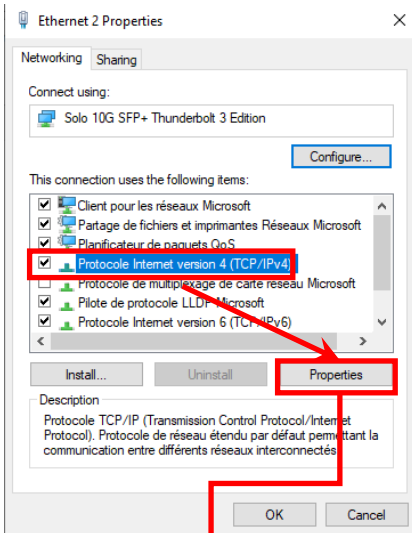 Ethernet 2 Properties
Networking Sharing
Connect using:
Solo 10G SFP+ Thunderbolt 3 Edition
Configure...
This connection uses the following items:
Client pour les réseaux Microsoft
Partage de fichiers et imprimantes Réseaux Microsoft
Planificateur de paquets QoS
Protocole Internet version 4 (TCP/IPv4)
Protocole de multiplexage de carte réseau Microsoft
Pilote de protocole LLDP Microsoft
Protocole Internet version 6 (TCP/IPv6)
Install... Uninstall Properties
Description
Protocole TCP/IP (Transmission Control Protocol/Internet
Protocol). Protocole de réseau étendu par défaut permettant la
communication entre différents réseaux interconnectés.
OK Cancel